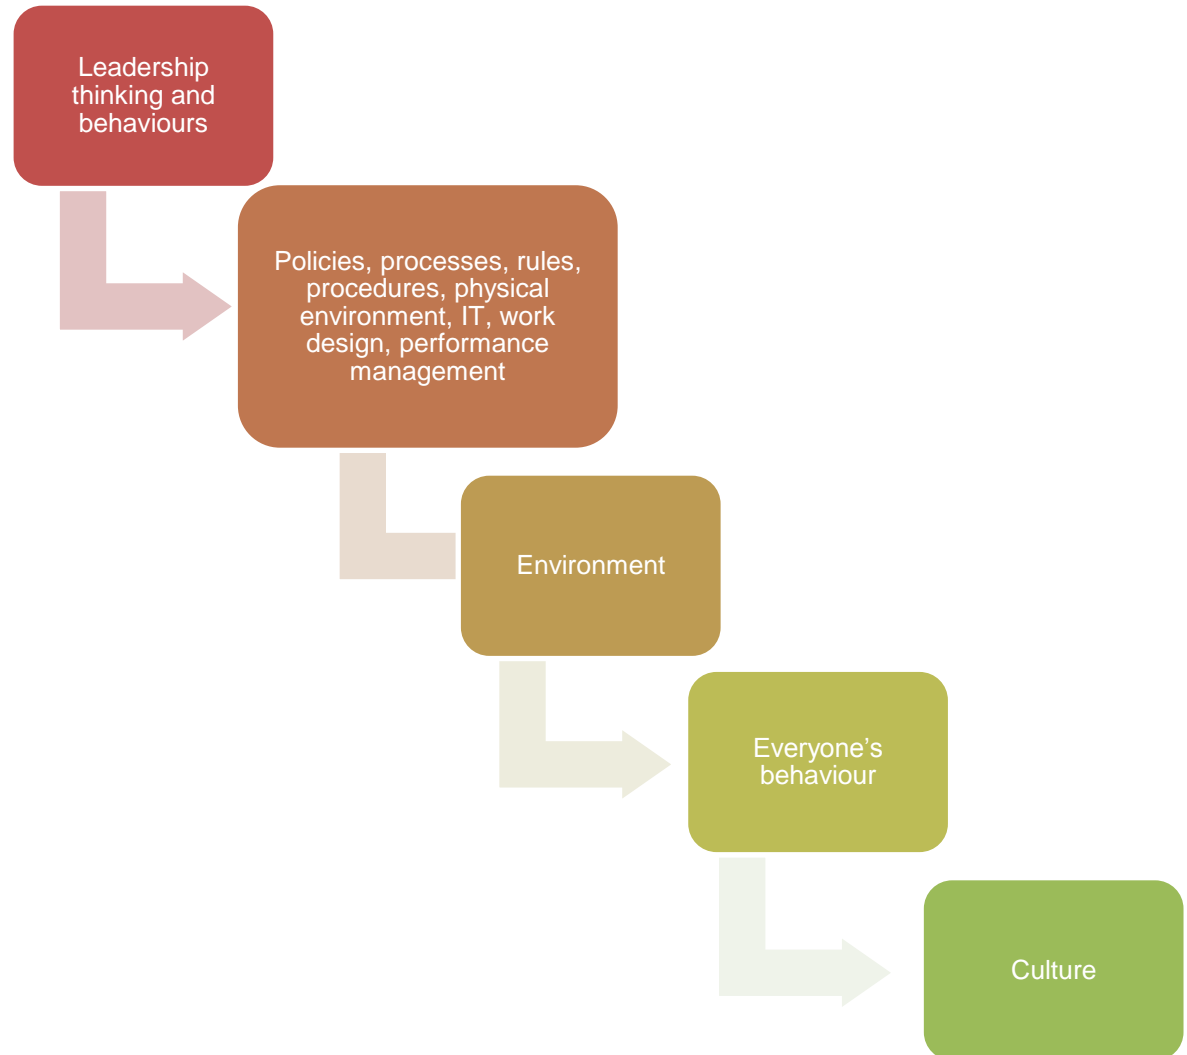 Leadership
thinking and
behaviours
Policies, processes, rules,
procedures, physical
environment, IT, work
design, performance
management
Environment
Everyone’s
behaviour
Culture